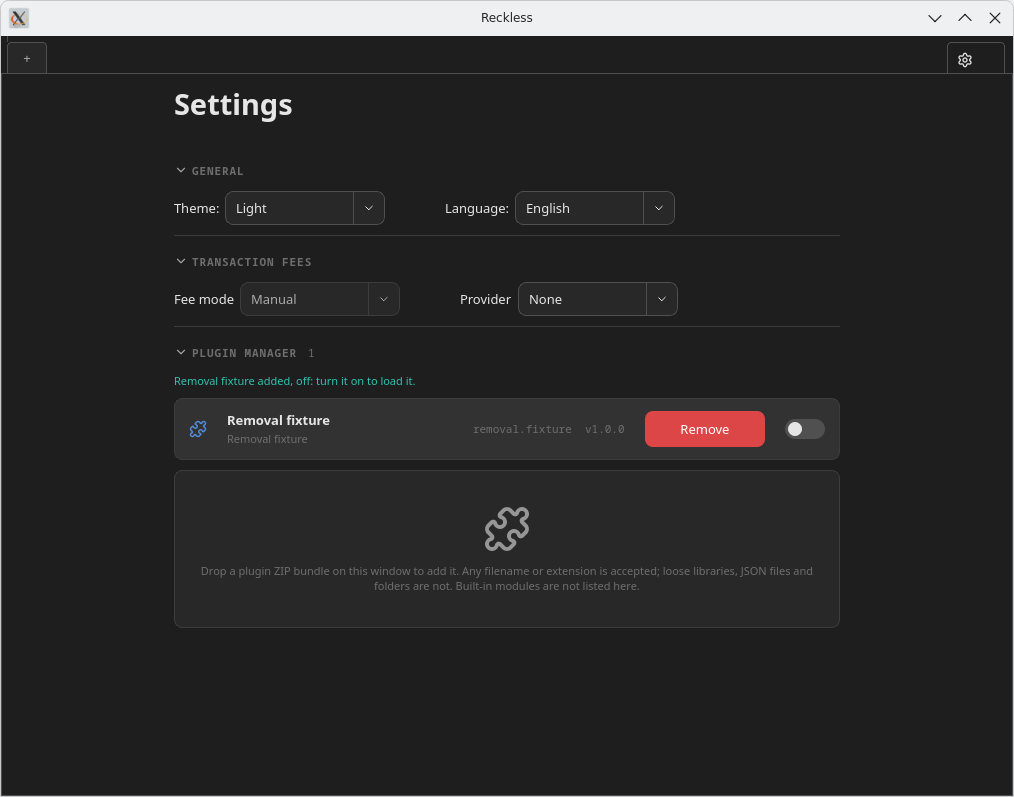 Reckless
+
Settings
GENERAL
Theme: Light Language: English
TRANSACTION FEES
Fee mode Manual Provider None
PLUGIN MANAGER 1
Removal fixture added, off: turn it on to load it.
Removal fixture
Removal fixture
removal.fixture v1.0.0 Remove
Drop a plugin ZIP bundle on this window to add it. Any filename or extension is accepted; loose libraries, JSON files and
folders are not. Built-in modules are not listed here.